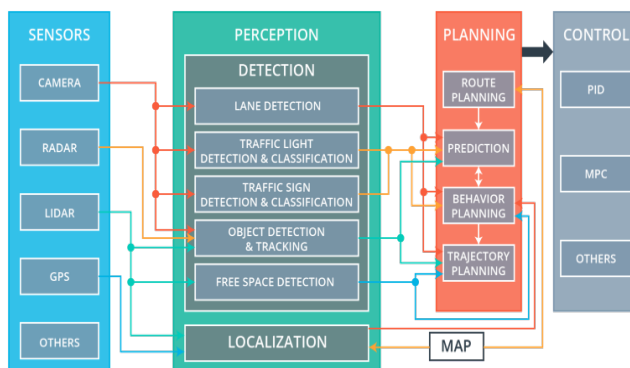 SENSORS
CAMERA
RADAR
LIDAR
GPS
OTHERS
PERCEPTION
DETECTION
LANE DETECTION
TRAFFIC LIGHT
DETECTION & CLASSIFICATION
TRAFFIC SIGN
DETECTION & CLASSIFICATION
OBJECT DETECTION
& TRACKING
FREE SPACE DETECTION
LOCALIZATION
PLANNING
ROUTE
PLANNING
PREDICTION
BEHAVIOR
PLANNING
TRAJECTORY
PLANNING
MAP
CONTROL
PID
MPC
OTHERS